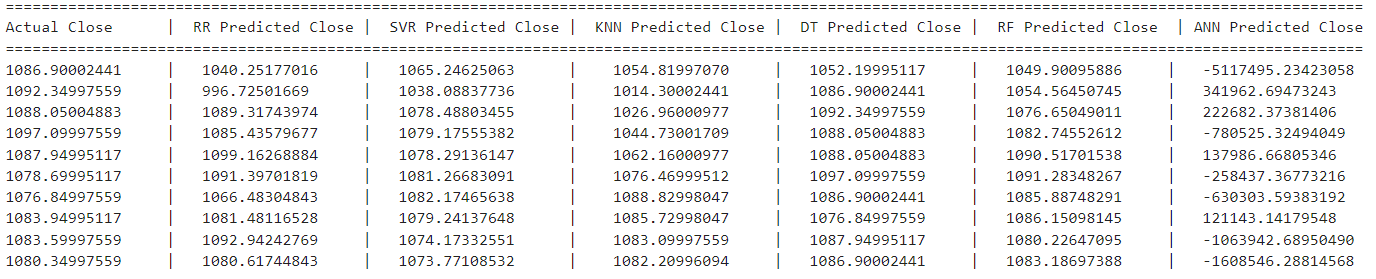 ===================================================================================================================================
Actual Close | RR Predicted Close | SVR Predicted Close | KNN Predicted Close | DT Predicted Close | RF Predicted Close | ANN Predicted Close
===================================================================================================================================
1086.90002441 | 1040.25177016 | 1065.24625063 | 1054.81997070 | 1052.19995117 | 1049.90095886 | -5117495.23423058
1092.34997559 | 996.72501669 | 1038.08837736 | 1014.30002441 | 1086.90002441 | 1054.56450745 | 341962.69473243
1088.05004883 | 1089.31743974 | 1078.48803455 | 1026.96000977 | 1092.34997559 | 1076.65049011 | 222682.37381406
1097.09997559 | 1085.43579677 | 1079.17555382 | 1044.73001709 | 1088.05004883 | 1082.74552612 | -780525.32494049
1087.94995117 | 1099.16268884 | 1078.29136147 | 1062.16000977 | 1088.05004883 | 1090.51701538 | 137986.66805346
1078.69995117 | 1091.39701819 | 1081.26683091 | 1076.46999512 | 1097.09997559 | 1091.28348267 | -258437.36773216
1076.84997559 | 1066.48304843 | 1082.17465638 | 1088.82998047 | 1086.90002441 | 1085.88748291 | -630303.59383192
1083.94995117 | 1081.48116528 | 1079.24137648 | 1085.72998047 | 1076.84997559 | 1086.15098145 | 121143.14179548
1083.59997559 | 1092.94242769 | 1074.17332551 | 1083.09997559 | 1087.94995117 | 1080.22647095 | -1063942.68950490
1080.34997559 | 1080.61744843 | 1073.77108532 | 1082.20996094 | 1086.90002441 | 1083.18697388 | -1608546.28814568